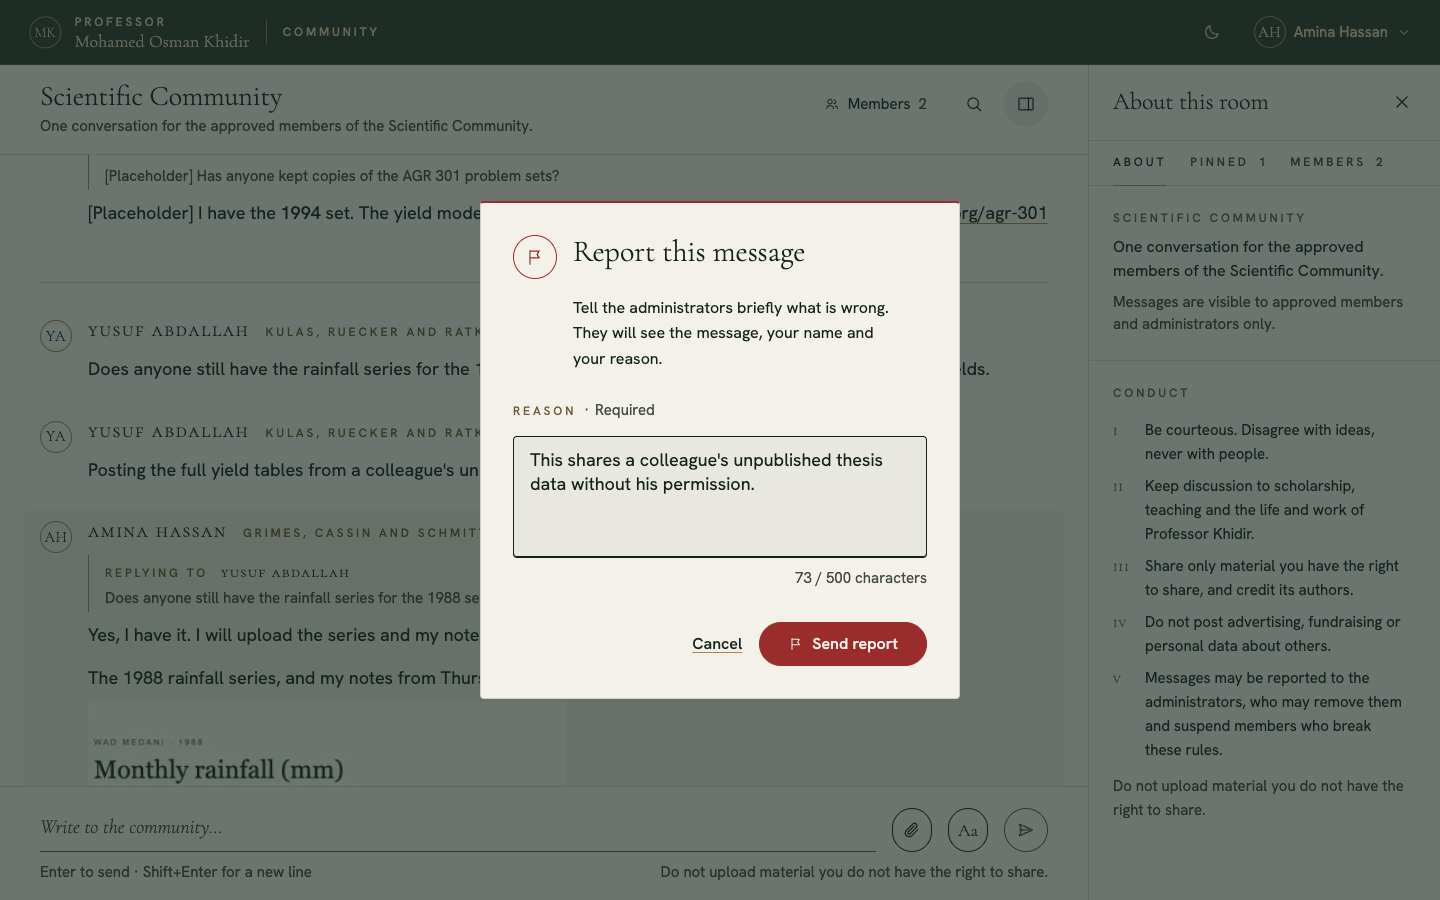 MK
PROFESSOR
Mohamed Osman Khidir
COMMUNITY
AH
Amina Hassan
Scientific Community
One conversation for the approved members of the Scientific Community.
Members 2
[Placeholder] Has anyone kept copies of the AGR 301 problem sets?
[Placeholder] I have the 1994 set. The yield
org/agr-301
YA
YUSUF ABDALLAH
KULAS, RUECKER AND
Does anyone still have the rainfall series for the
YA
YUSUF ABDALLAH
KULAS, RUECKER AND
Posting the full yield tables from a colleague's
AH
AMINA HASSAN
GRIMES, CASSIN AND
REPLYING TO YUSUF ABDALLAH
Does anyone still have the rainfall series for the 1988
Yes, I have it. I will upload the series and my
The 1988 rainfall series, and my notes from
WAD MEDANI · 1988
Monthly rainfall (mm)
Write to the community...
Aa
Enter to send · Shift+Enter for a new line
Do not upload material you do not have the right to share.
Report this message
Tell the administrators briefly what is wrong.
They will see the message, your name and
your reason.
REASON · Required
This shares a colleague's unpublished thesis
data without his permission.
73 / 500 characters
Cancel
Send report
About this room
ABOUT
PINNED 1
MEMBERS 2
SCIENTIFIC COMMUNITY
One conversation for the approved
members of the Scientific Community.
Messages are visible to approved members
and administrators only.
CONDUCT
I Be courteous. Disagree with ideas,
never with people.
II Keep discussion to scholarship,
teaching and the life and work of
Professor Khidir.
III Share only material you have the right
to share, and credit its authors.
IV Do not post advertising, fundraising or
personal data about others.
V Messages may be reported to the
administrators, who may remove them
and suspend members who break
these rules.
Do not upload material you do not have the
right to share.